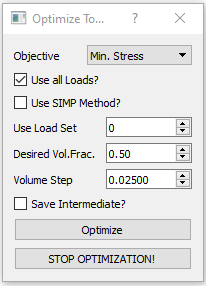 Optimize To...
Objective Min. Stress
Use all Loads?
Use SIMP Method?
Use Load Set 0
Desired Vol.Frac. 0.50
Volume Step 0.02500
Save Intermediate?
Optimize
STOP OPTIMIZATION!